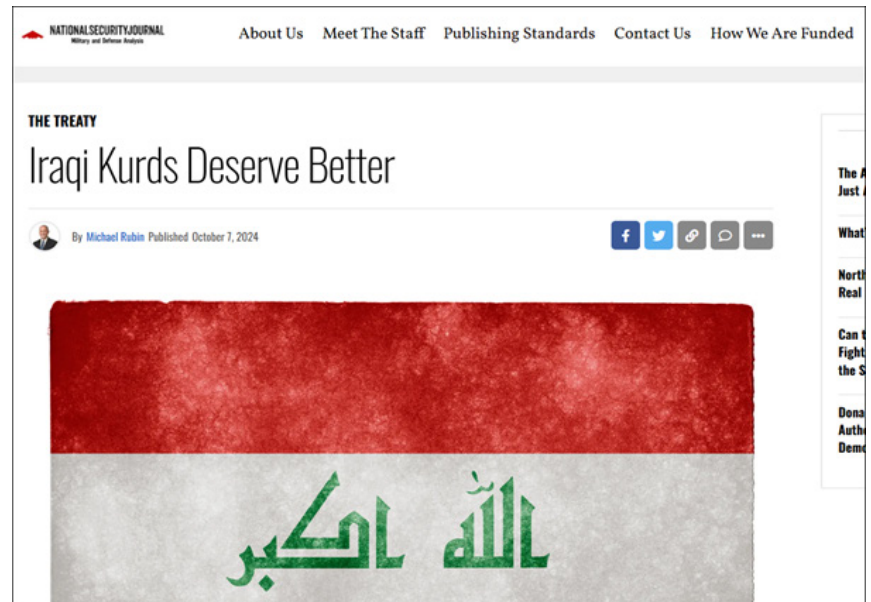 NATIONALSECURITYJOURNAL
Military and Defense Analysis
About Us Meet The Staff Publishing Standards Contact Us How We Are Funded
THE TREATY
Iraqi Kurds Deserve Better
By Michael Rubin Published October 7, 2024
الله اكبر
The
Just
What'
North
Real
Can
Fight
the S
Dona
Auth
Demo